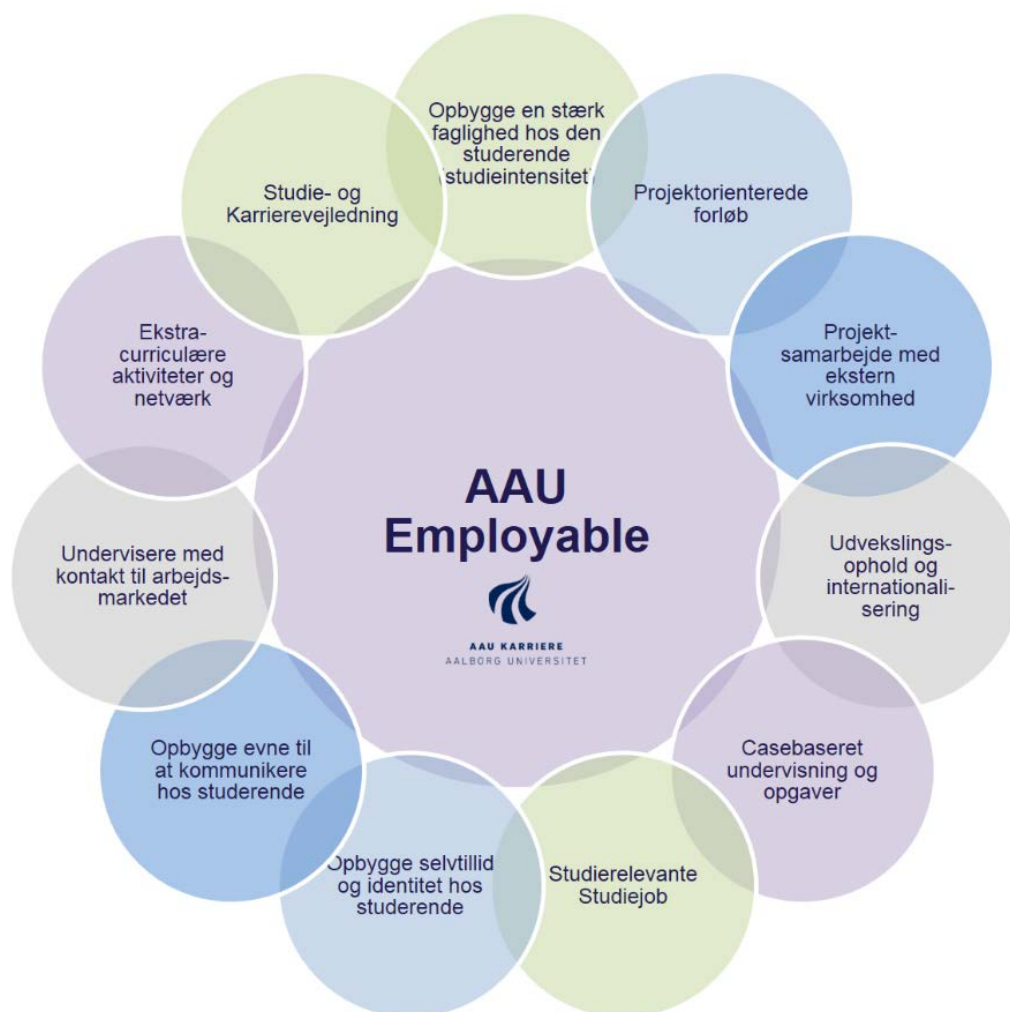 Opbygge en stærk
faglighed hos den
studerende
(studieintensitet)
Projektorienterede
forløb
Projekt-
samarbejde med
ekstern
virksomhed
Udvekslings-
ophold og
internationali-
sering
Casebaseret
undervisning og
opgaver
Studierelevante
Studiejob
Opbygge selvtillid
og identitet hos
studerende
Opbygge evne til
at kommunikere
hos studerende
Undervisere med
kontakt til arbejds-
markedet
Ekstra-
curriculære
aktiviteter og
netværk
Studie- og
Karrierevejledning
AAU
Employable
AAU KARRIERE
AALBORG UNIVERSITET